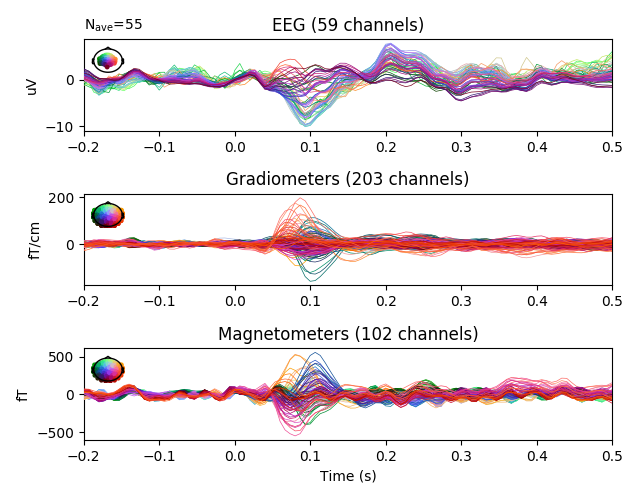 N_ave=55
EEG (59 channels)
uV
0
−10
−0.2 −0.1 0.0 0.1 0.2 0.3 0.4 0.5
Gradiometers (203 channels)
fT/cm
200
0
−0.2 −0.1 0.0 0.1 0.2 0.3 0.4 0.5
Magnetometers (102 channels)
fT
500
0
−500
−0.2 −0.1 0.0 0.1 0.2 0.3 0.4 0.5
Time (s)